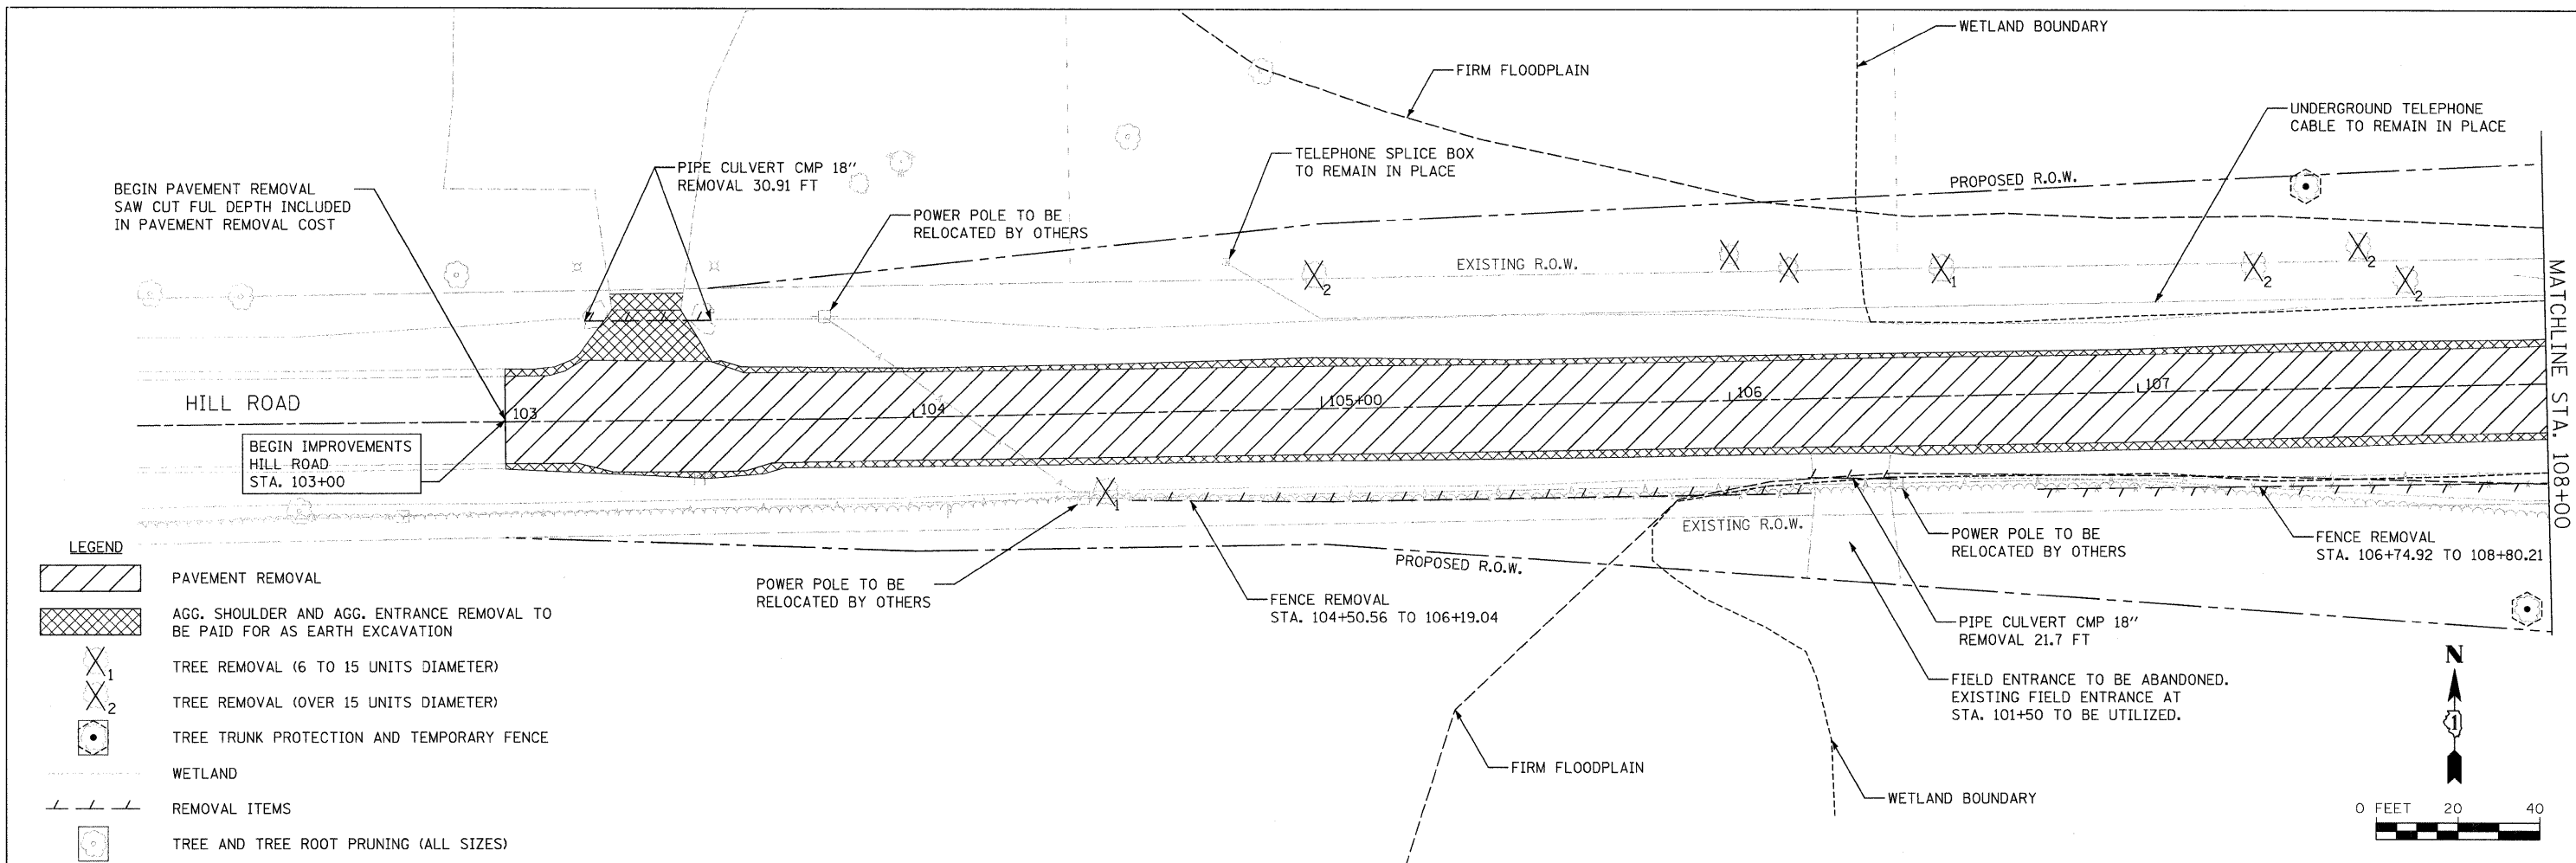 WETLAND BOUNDARY
FIRM FLOODPLAIN
UNDERGROUND TELEPHONE
CABLE TO REMAIN IN PLACE
TELEPHONE SPLICE BOX
TO REMAIN IN PLACE
PIPE CULVERT CMP 18"
REMOVAL 30.91 FT
BEGIN PAVEMENT REMOVAL
SAW CUT FUL DEPTH INCLUDED
IN PAVEMENT REMOVAL COST
POWER POLE TO BE
RELOCATED BY OTHERS
PROPOSED R.O.W.
EXISTING R.O.W.
2
1
2
2
2
MATCHLINE STA. 108+00
HILL ROAD
103
104
105+00
106
107
BEGIN IMPROVEMENTS
HILL ROAD
STA. 103+00
1
EXISTING R.O.W.
PROPOSED R.O.W.
POWER POLE TO BE
RELOCATED BY OTHERS
FENCE REMOVAL
STA. 104+50.56 TO 106+19.04
POWER POLE TO BE
RELOCATED BY OTHERS
FENCE REMOVAL
STA. 106+74.92 TO 108+80.21
PIPE CULVERT CMP 18"
REMOVAL 21.7 FT
FIELD ENTRANCE TO BE ABANDONED.
EXISTING FIELD ENTRANCE AT
STA. 101+50 TO BE UTILIZED.
FIRM FLOODPLAIN
WETLAND BOUNDARY
LEGEND
PAVEMENT REMOVAL
AGG. SHOULDER AND AGG. ENTRANCE REMOVAL TO
BE PAID FOR AS EARTH EXCAVATION
1
TREE REMOVAL (6 TO 15 UNITS DIAMETER)
2
TREE REMOVAL (OVER 15 UNITS DIAMETER)
TREE TRUNK PROTECTION AND TEMPORARY FENCE
WETLAND
REMOVAL ITEMS
TREE AND TREE ROOT PRUNING (ALL SIZES)
N
1
0 FEET 20 40